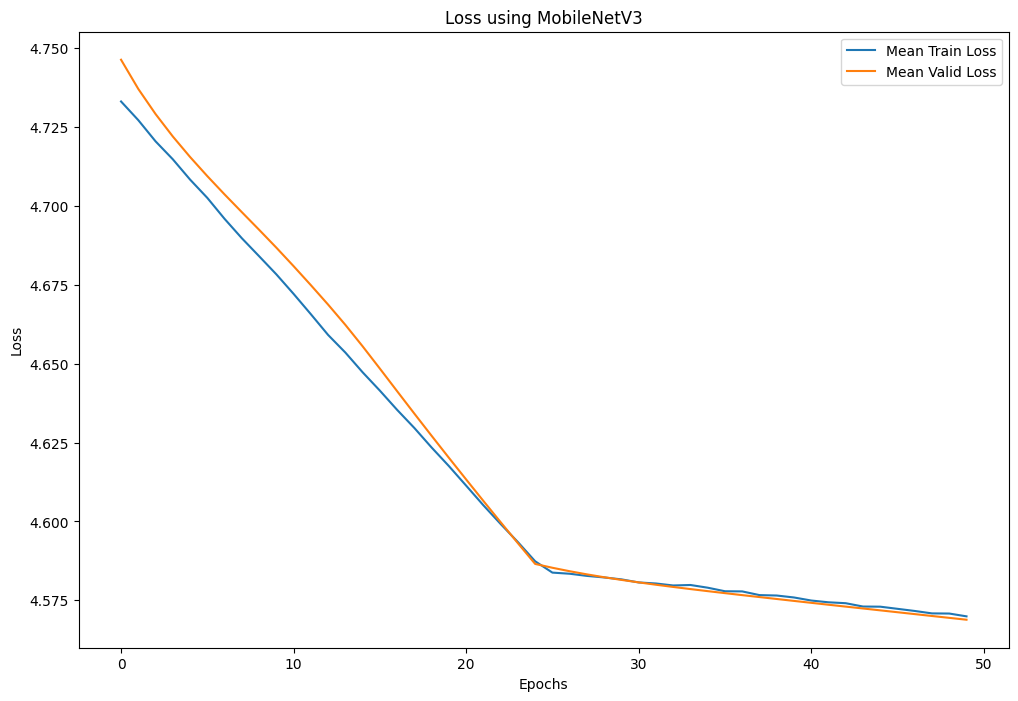 Loss using MobileNetV3
Mean Train Loss
Mean Valid Loss
4.750
4.725
4.700
4.675
4.650
4.625
4.600
4.575
Loss
0 10 20 30 40 50
Epochs